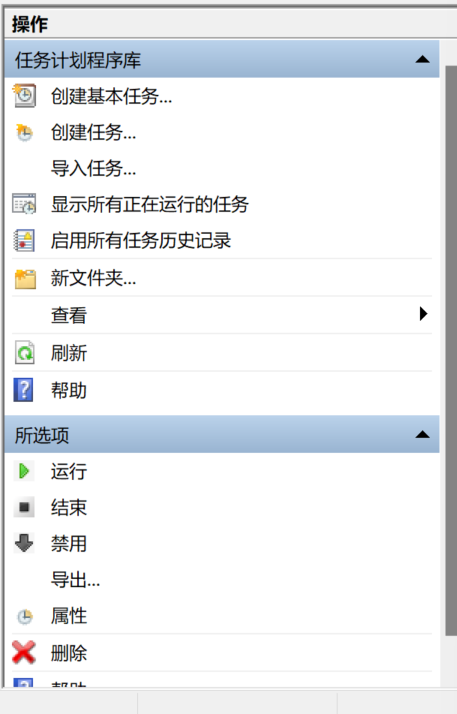 操作
任务计划程序库
创建基本任务...
创建任务...
导入任务...
显示所有正在运行的任务
启用所有任务历史记录
新文件夹...
查看
刷新
帮助
所选项
运行
结束
禁用
导出...
属性
删除
帮助